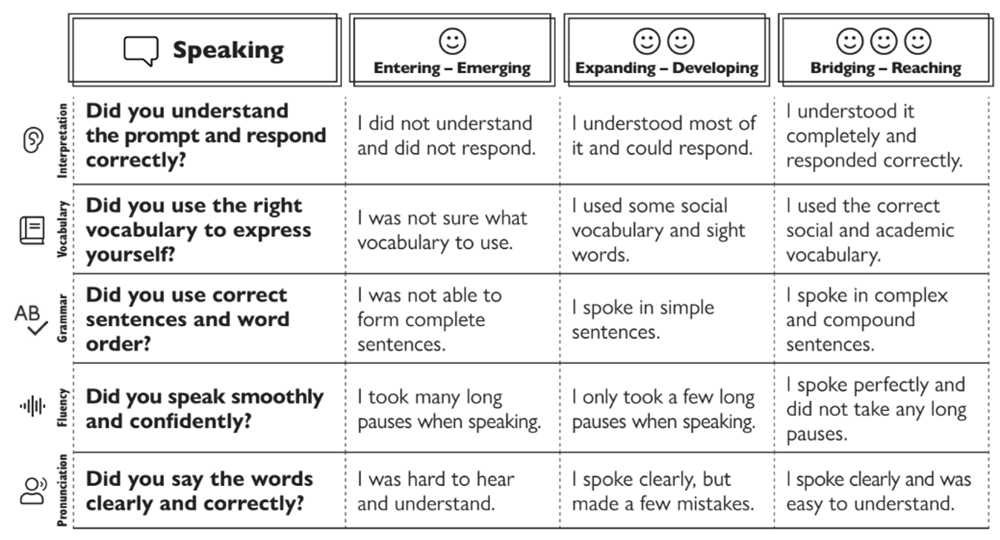 Speaking
Entering – Emerging
Expanding – Developing
Bridging – Reaching
Interpretation
Did you understand
the prompt and respond
correctly?
I did not understand
and did not respond.
I understood most of
it and could respond.
I understood it
completely and
responded correctly.
Vocabulary
Did you use the right
vocabulary to express
yourself?
I was not sure what
vocabulary to use.
I used some social
vocabulary and sight
words.
I used the correct
social and academic
vocabulary.
AB
Grammar
Did you use correct
sentences and word
order?
I was not able to
form complete
sentences.
I spoke in simple
sentences.
I spoke in complex
and compound
sentences.
Fluency
Did you speak smoothly
and confidently?
I took many long
pauses when speaking.
I only took a few long
pauses when speaking.
I spoke perfectly and
did not take any long
pauses.
Pronunciation
Did you say the words
clearly and correctly?
I was hard to hear
and understand.
I spoke clearly, but
made a few mistakes.
I spoke clearly and was
easy to understand.